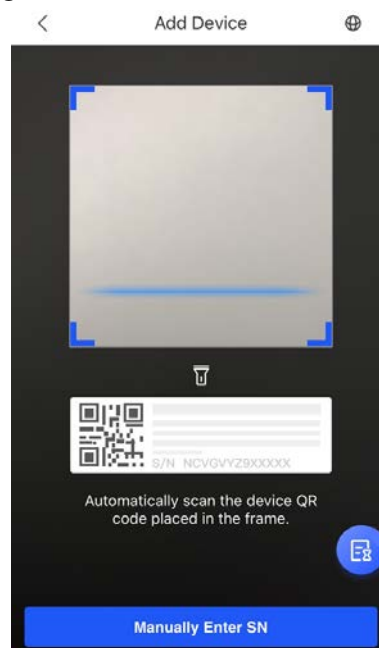 Add Device
S/N NCVGVYZ9XXXXX
Automatically scan the device QR
code placed in the frame.
Manually Enter SN